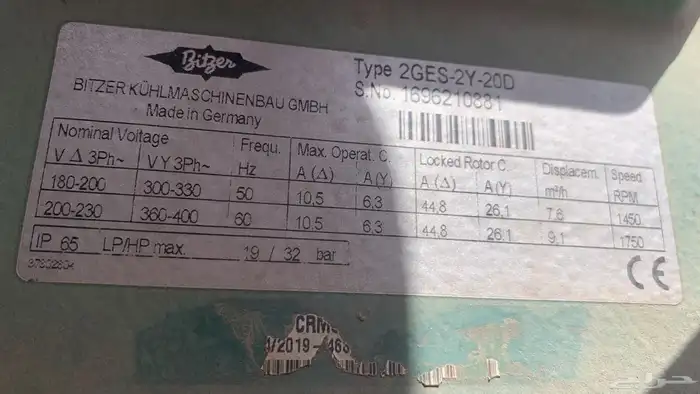 Bitzer
Type 2GES-2Y-20D
BITZER KÜHLMASCHINENBAU GMBH
S.No. 1696210881
Made in Germany
Nominal Voltage Frequ. Max. Operat. C. Locked Rotor C. Displacem. Speed
V Δ 3Ph~ V Y 3Ph~ Hz A (Δ) A(Y) A (Δ) A(Y) m³/h RPM
180-200 300-330 50 10,5 6,3 44,8 26,1 7,6 1450
200-230 360-400 60 10,5 6,3 44,8 26,1 9,1 1750
IP 65 LP/HP max. 19 / 32 bar
CE
/2019
حراج